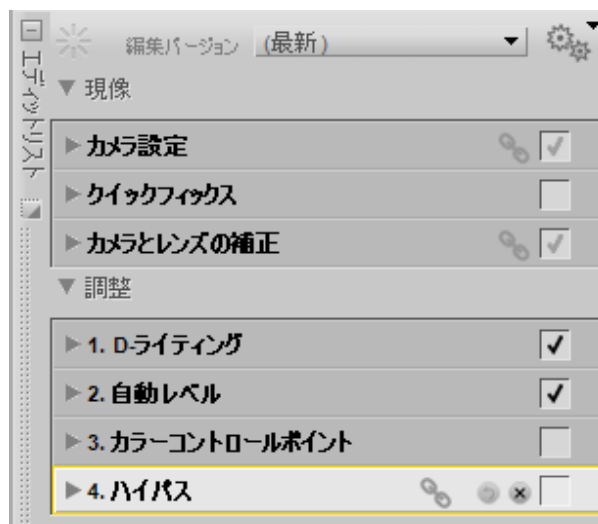 エディットリスト
編集バージョン (最新)
現像
カメラ設定
クイックフィックス
カメラとレンズの補正
調整
1. D-ライティング
2. 自動レベル
3. カラーコントロールポイント
4. ハイパス